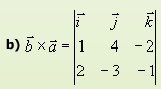 i⃗ j⃗ k⃗
b) b⃗ x a⃗ = 1 4 - 2
2 - 3 - 1